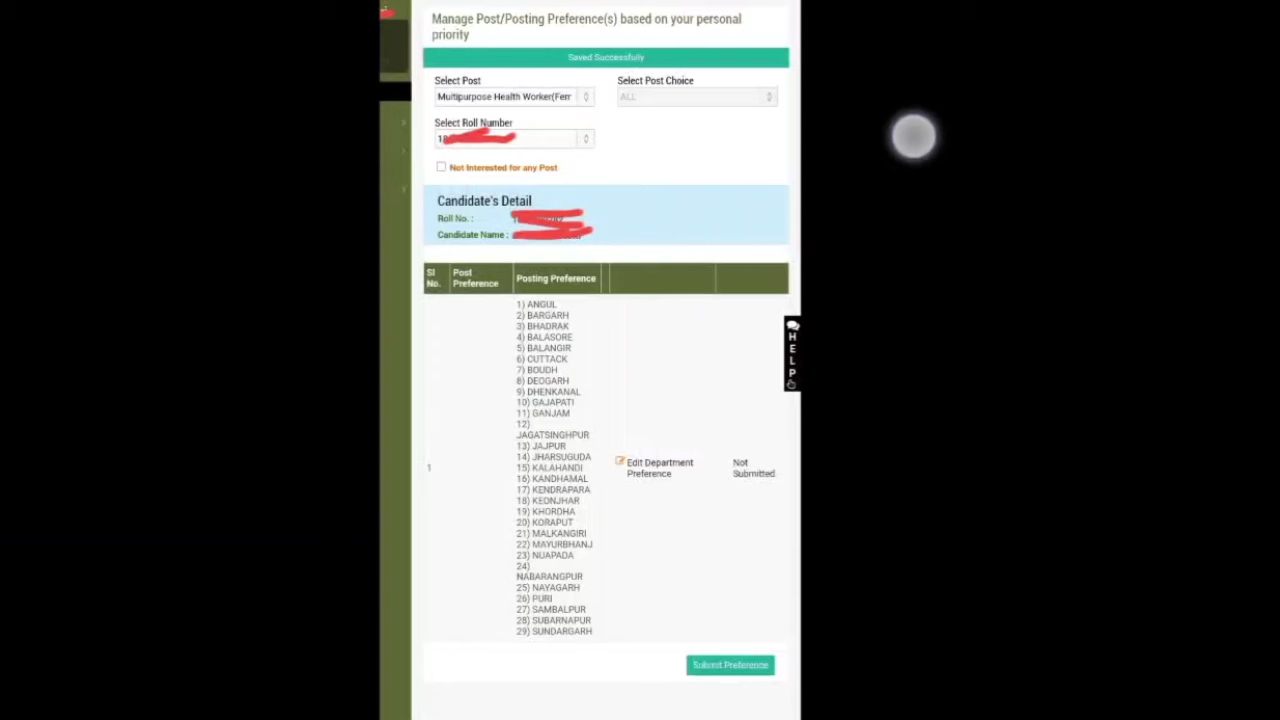 Manage Post/Posting Preference(s) based on your personal
priority
Saved Successfully
Select Post
Select Post Choice
Multipurpose Health Worker(Fem
ALL
Select Roll Number
18
Not Interested for any Post
Candidate's Detail
Roll No. :
Candidate Name :
Sl No.
Post Preference
Posting Preference
1) ANGUL
2) BARGARH
3) BHADRAK
4) BALASORE
5) BALANGIR
6) CUTTACK
7) BOUDH
8) DEOGARH
9) DHENKANAL
10) GAJAPATI
11) GANJAM
12)
JAGATSINGHPUR
13) JAJPUR
14) JHARSUGUDA
15) KALAHANDI
16) KANDHAMAL
17) KENDRAPARA
18) KEONJHAR
19) KHORDHA
20) KORAPUT
21) MALKANGIRI
22) MAYURBHANJ
23) NUAPADA
24)
NABARANGPUR
25) NAYAGARH
26) PURI
27) SAMBALPUR
28) SUBARNAPUR
29) SUNDARGARH
1
Edit Department
Preference
Not
Submitted
HELP
Submit Preference